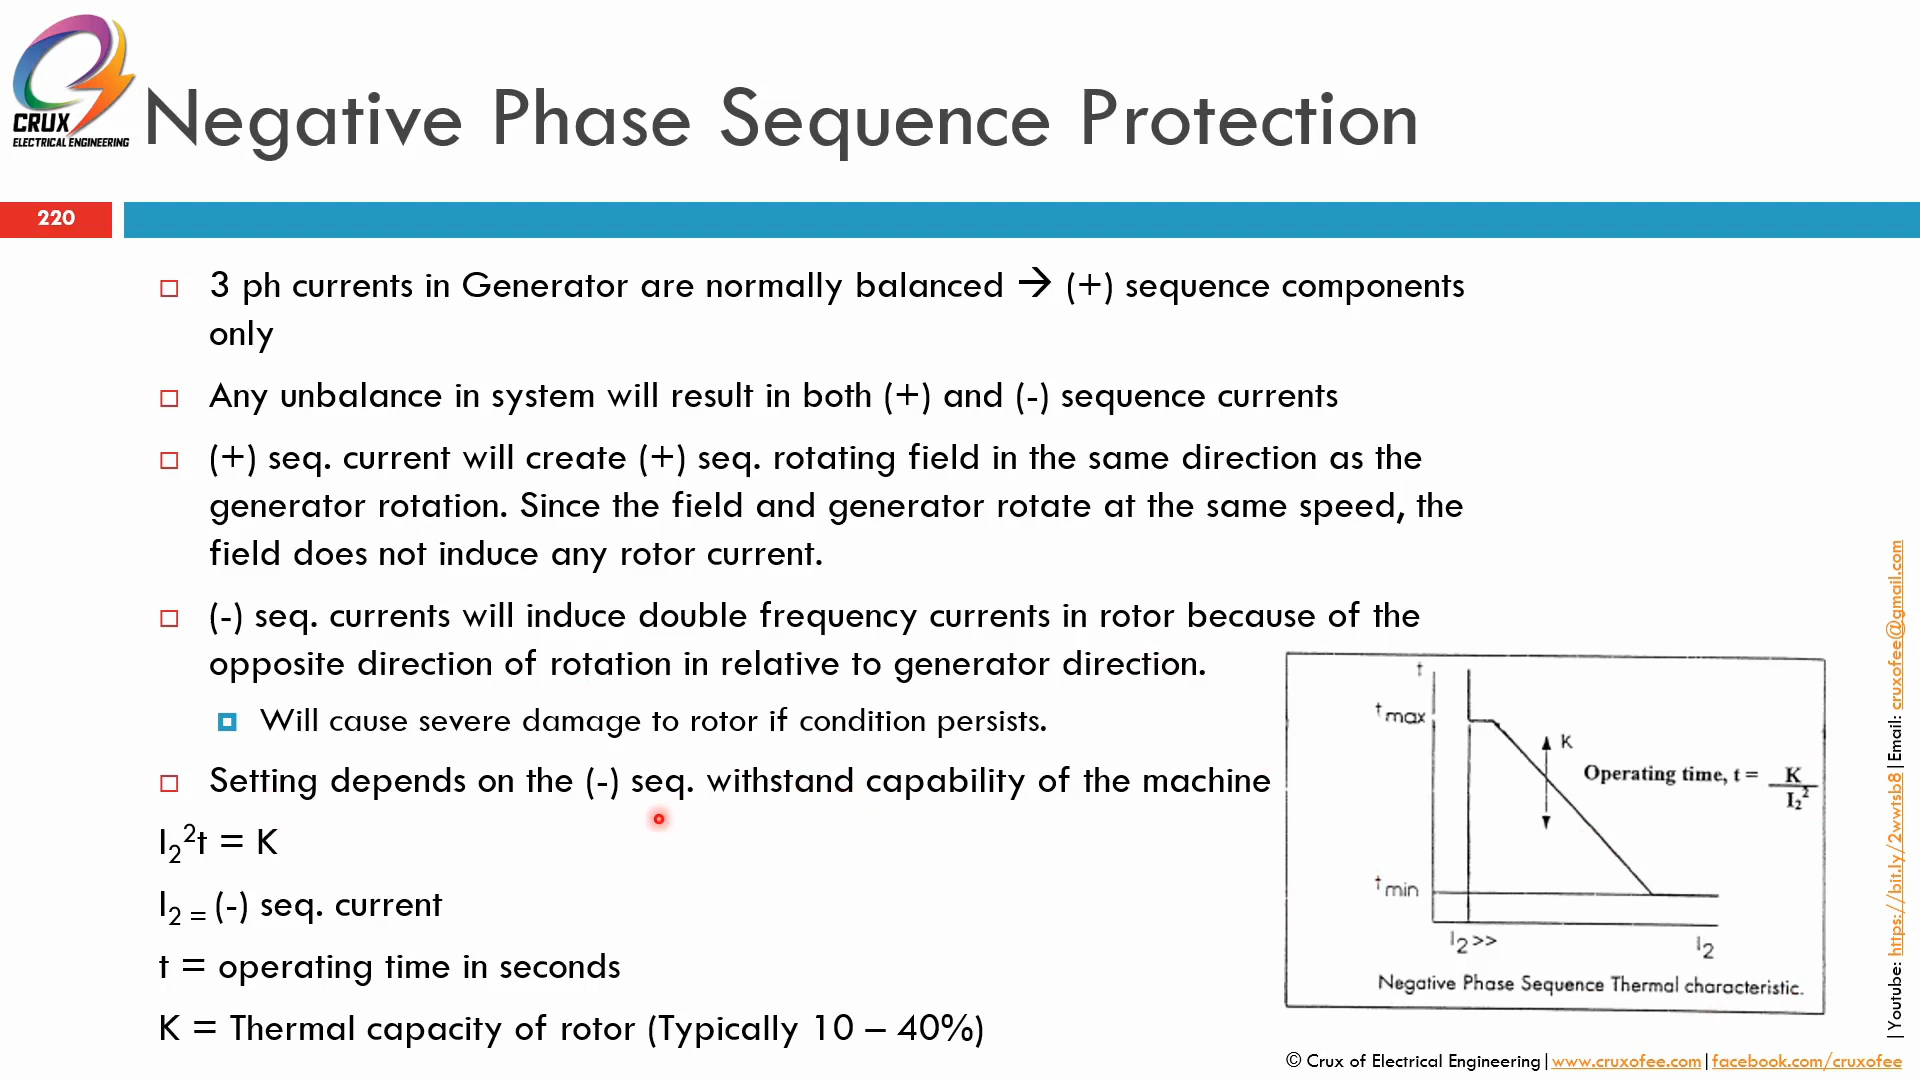 CRUX
ELECTRICAL ENGINEERING
Negative Phase Sequence Protection
220
3 ph currents in Generator are normally balanced → (+) sequence components
only
Any unbalance in system will result in both (+) and (-) sequence currents
(+) seq. current will create (+) seq. rotating field in the same direction as the
generator rotation. Since the field and generator rotate at the same speed, the
field does not induce any rotor current.
(-) seq. currents will induce double frequency currents in rotor because of the
opposite direction of rotation in relative to generator direction.
Will cause severe damage to rotor if condition persists.
Setting depends on the (-) seq. withstand capability of the machine
I₂²t = K
I₂ = (-) seq. current
t = operating time in seconds
K = Thermal capacity of rotor (Typically 10 – 40%)
t
t max
K
Operating time, t = K / I₂²
t min
I₂>>
I₂
Negative Phase Sequence Thermal characteristic.
|Youtube: https://bit.ly/2wwtsb8|Email: cruxofee@gmail.com
© Crux of Electrical Engineering|www.cruxofee.com|facebook.com/cruxofee